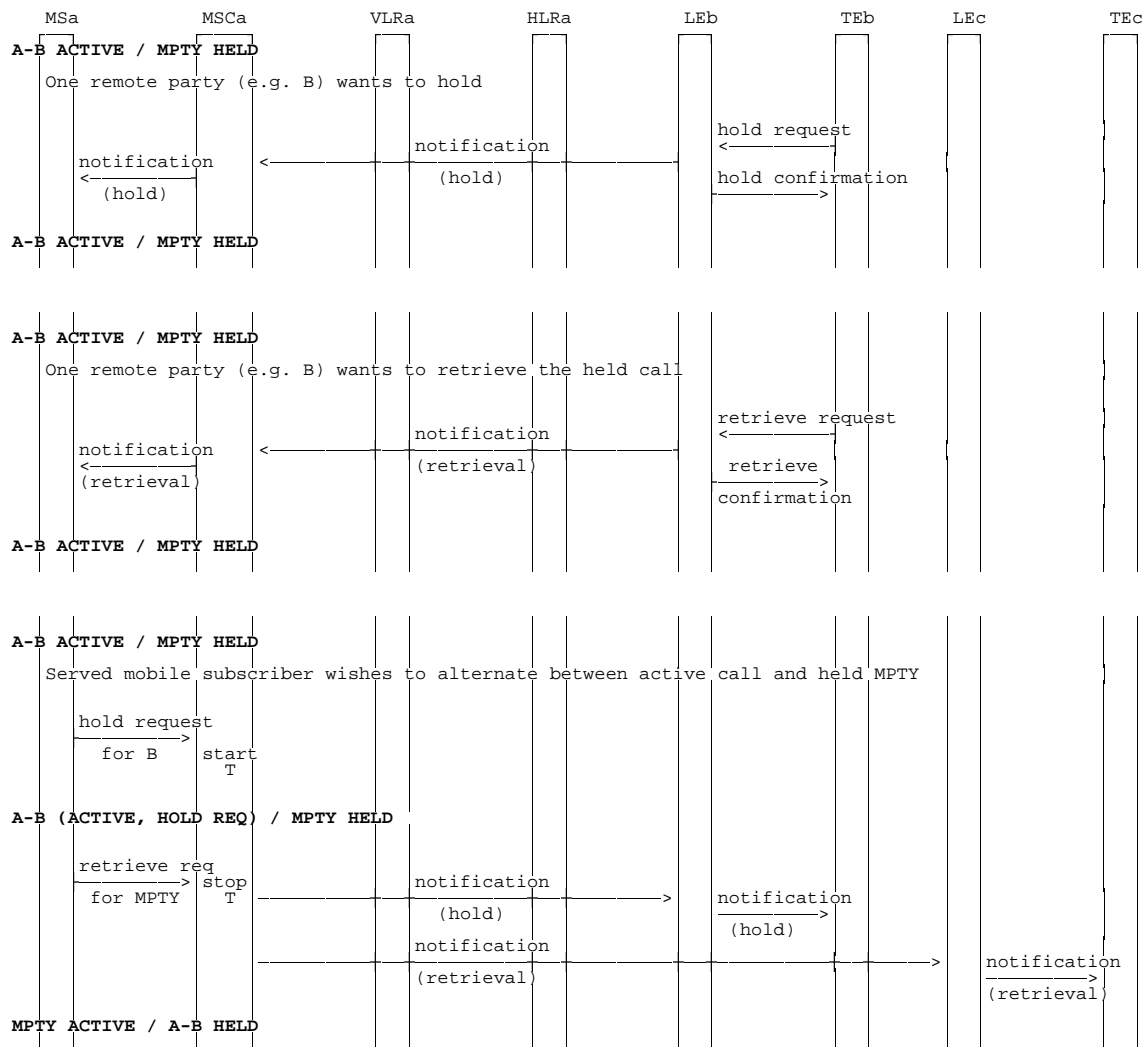 MSa MSCa VLRa HLRa LEb TEb LEc TEc
A-B ACTIVE / MPTY HELD
One remote party (e.g. B) wants to hold
hold request
notification
notification
(hold)
hold confirmation
(hold)
A-B ACTIVE / MPTY HELD
A-B ACTIVE / MPTY HELD
One remote party (e.g. B) wants to retrieve the held call
retrieve request
notification
notification
(retrieval)
retrieve
(retrieval)
confirmation
A-B ACTIVE / MPTY HELD
A-B ACTIVE / MPTY HELD
Served mobile subscriber wishes to alternate between active call and held MPTY
hold request
for B start
T
A-B (ACTIVE, HOLD REQ) / MPTY HELD
retrieve req
stop notification
for MPTY T notification
(hold)
(hold)
notification
notification
(retrieval)
(retrieval)
MPTY ACTIVE / A-B HELD